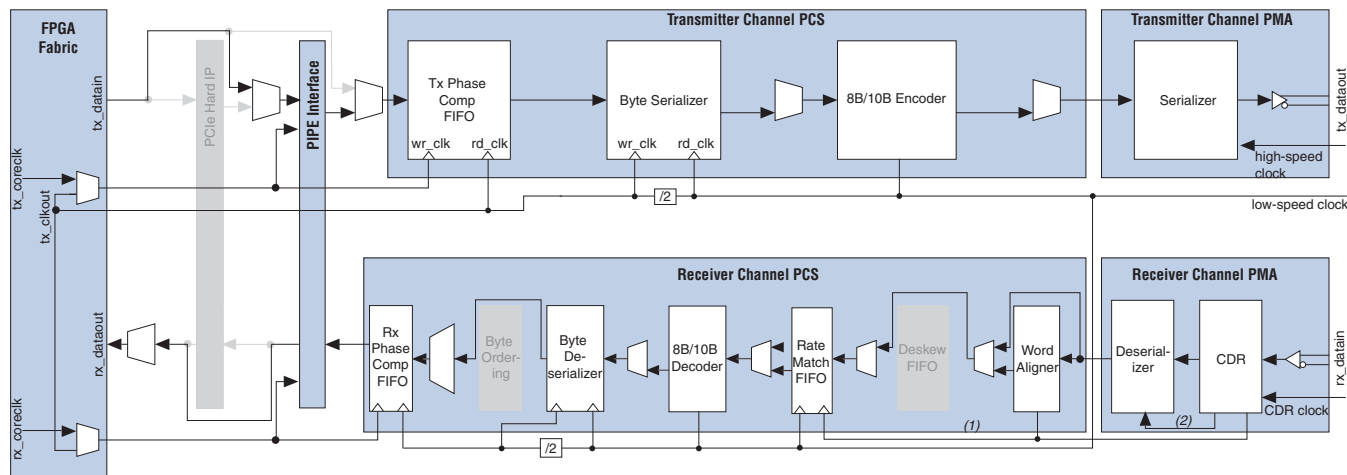 FPGA
Fabric
Transmitter Channel PCS
Transmitter Channel PMA
tx_datain
PCIe Hard IP
PIPE Interface
Tx Phase
Comp
FIFO
wr_clk
rd_clk
Byte Serializer
wr_clk
rd_clk
8B/10B Encoder
Serializer
tx_dataout
high-speed
clock
tx_coreclk
tx_clkout
/2
low-speed clock
Receiver Channel PCS
Receiver Channel PMA
rx_dataout
Rx
Phase
Comp
FIFO
Byte
Order-
ing
Byte
De-
serializer
8B/10B
Decoder
Rate
Match
FIFO
Deskew
FIFO
Word
Aligner
Deserial-
izer
CDR
rx_datain
CDR clock
(1)
(2)
rx_coreclk
/2